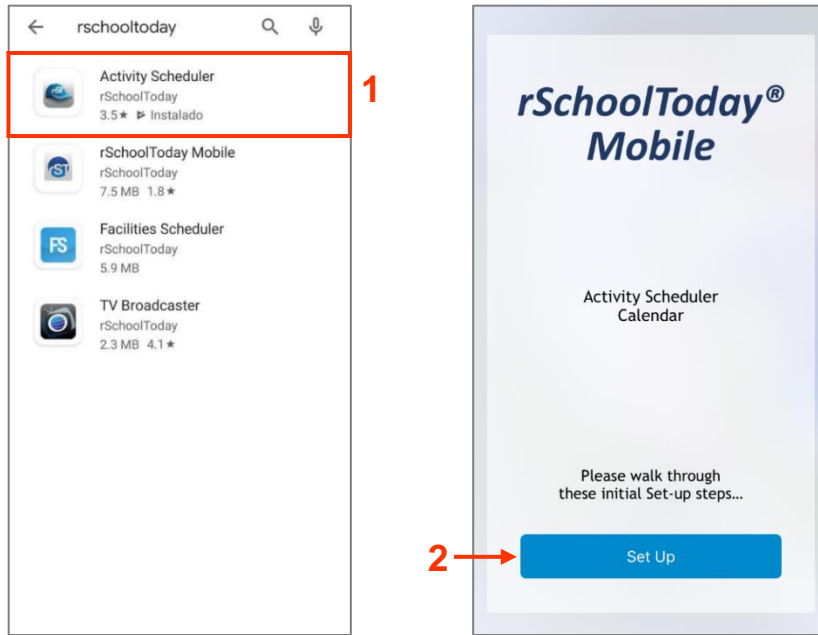 rschooltoday
1
Activity Scheduler
rSchoolToday
3.5★ Instalado
rST
rSchoolToday Mobile
rSchoolToday
7.5 MB 1.8★
FS
Facilities Scheduler
rSchoolToday
5.9 MB
TV Broadcaster
rSchoolToday
2.3 MB 4.1★
rSchoolToday®
Mobile
Activity Scheduler
Calendar
Please walk through
these initial Set-up steps...
2
Set Up